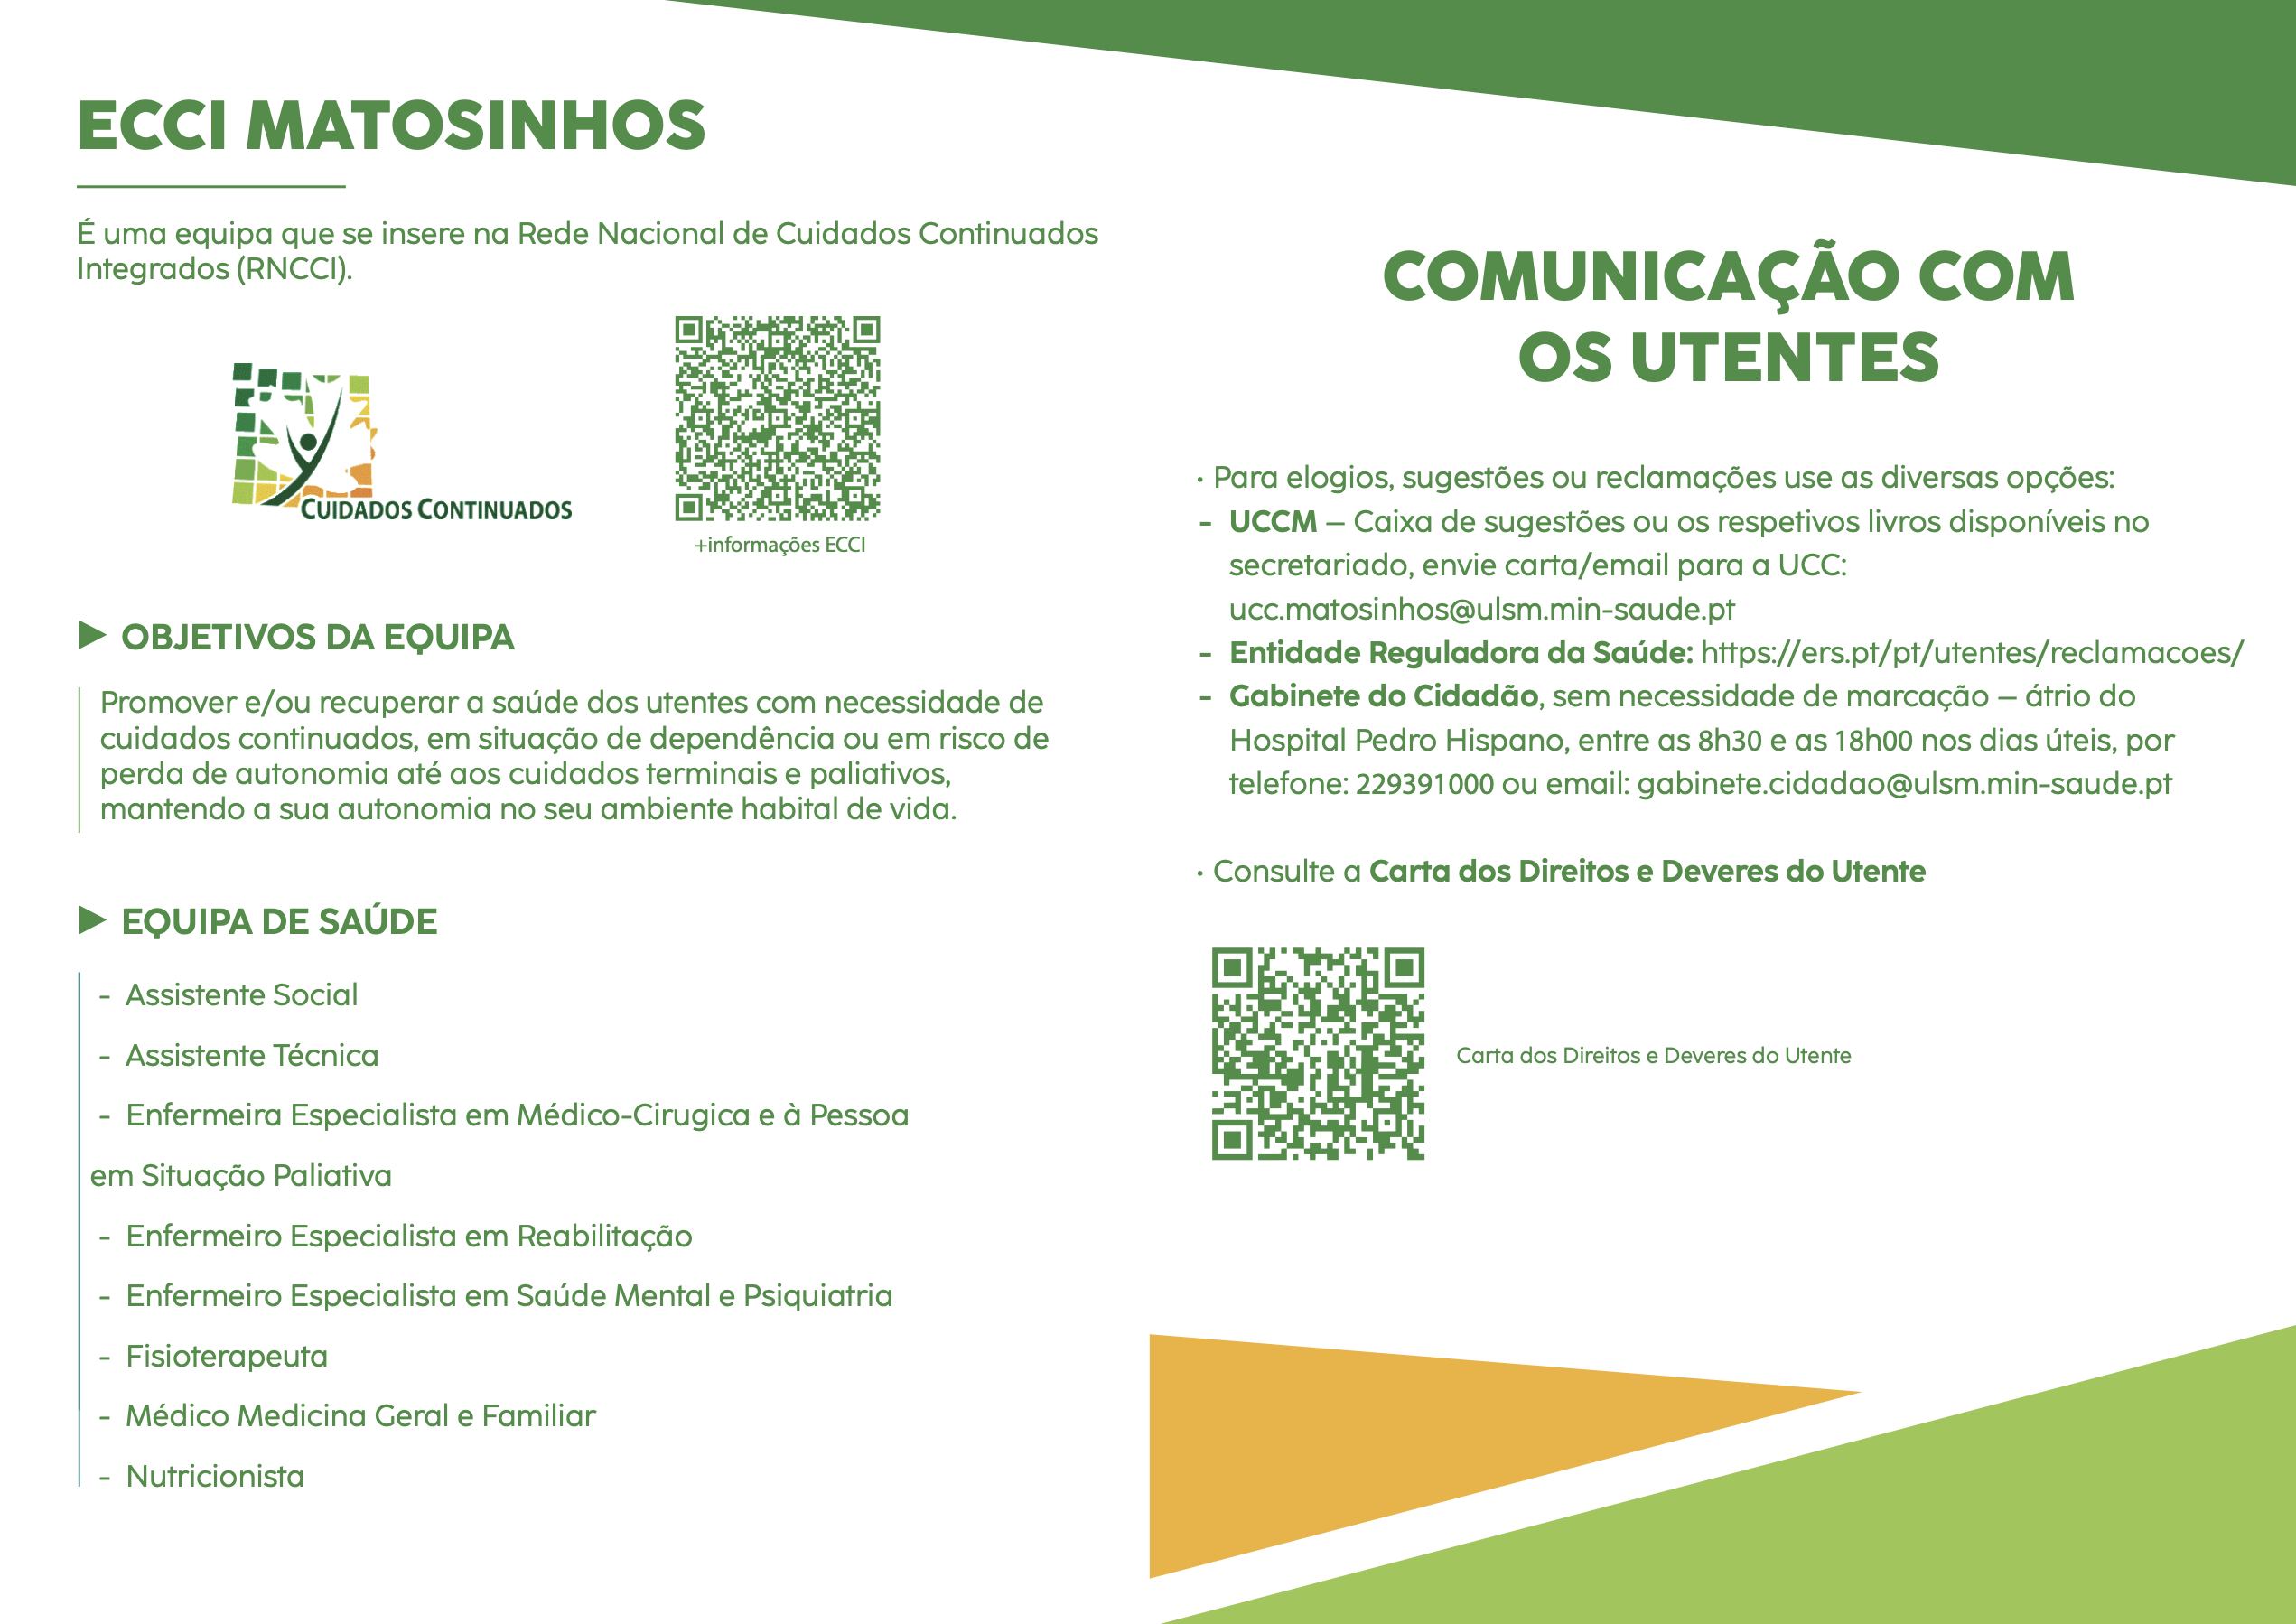 ECCI MATOSINHOS
É uma equipa que se insere na Rede Nacional de Cuidados Continuados
Integrados (RNCCI).
CUIDADOS CONTINUADOS
+informações ECCI
OBJETIVOS DA EQUIPA
Promover e/ou recuperar a saúde dos utentes com necessidade de
cuidados continuados, em situação de dependência ou em risco de
perda de autonomia até aos cuidados terminais e paliativos,
mantendo a sua autonomia no seu ambiente habital de vida.
EQUIPA DE SAÚDE
- Assistente Social
- Assistente Técnica
- Enfermeira Especialista em Médico-Cirugica e à Pessoa
em Situação Paliativa
- Enfermeiro Especialista em Reabilitação
- Enfermeiro Especialista em Saúde Mental e Psiquiatria
- Fisioterapeuta
- Médico Medicina Geral e Familiar
- Nutricionista
COMUNICAÇÃO COM
OS UTENTES
· Para elogios, sugestões ou reclamações use as diversas opções:
- UCCM – Caixa de sugestões ou os respetivos livros disponíveis no
secretariado, envie carta/email para a UCC:
ucc.matosinhos@ulsm.min-saude.pt
- Entidade Reguladora da Saúde: https://ers.pt/pt/utentes/reclamacoes/
- Gabinete do Cidadão, sem necessidade de marcação – átrio do
Hospital Pedro Hispano, entre as 8h30 e as 18h00 nos dias úteis, por
telefone: 229391000 ou email: gabinete.cidadao@ulsm.min-saude.pt
· Consulte a Carta dos Direitos e Deveres do Utente
Carta dos Direitos e Deveres do Utente